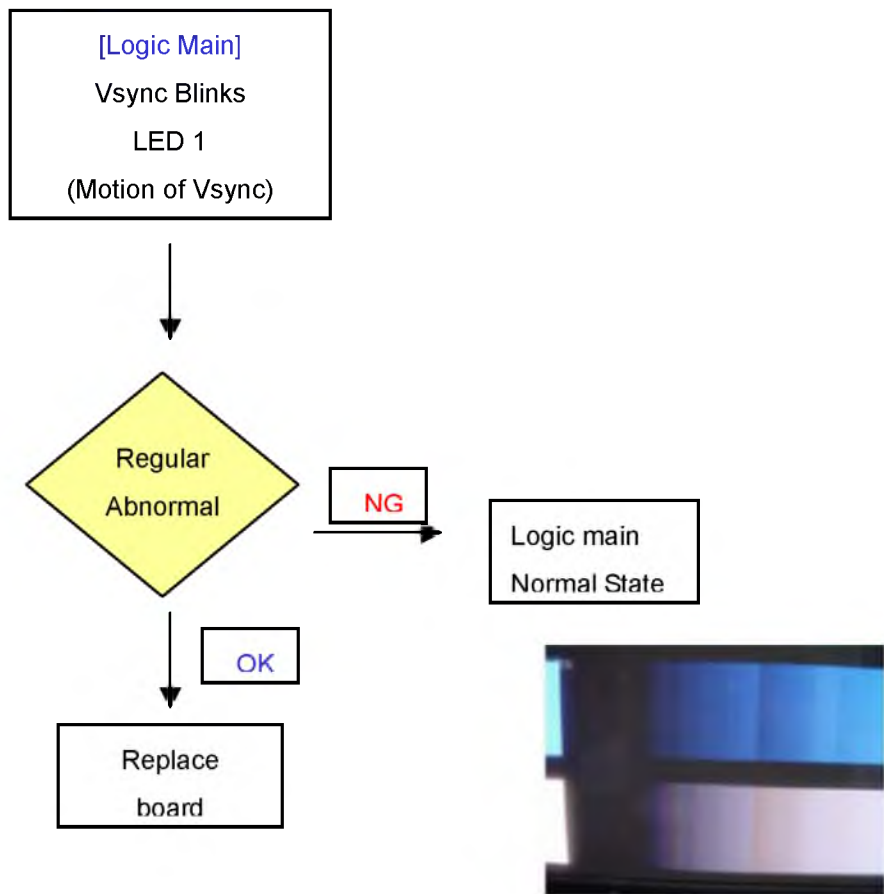 [Logic Main]
Vsync Blinks
LED 1
(Motion of Vsync)
Regular
Abnormal
NG
Logic main
Normal State
OK
Replace
board